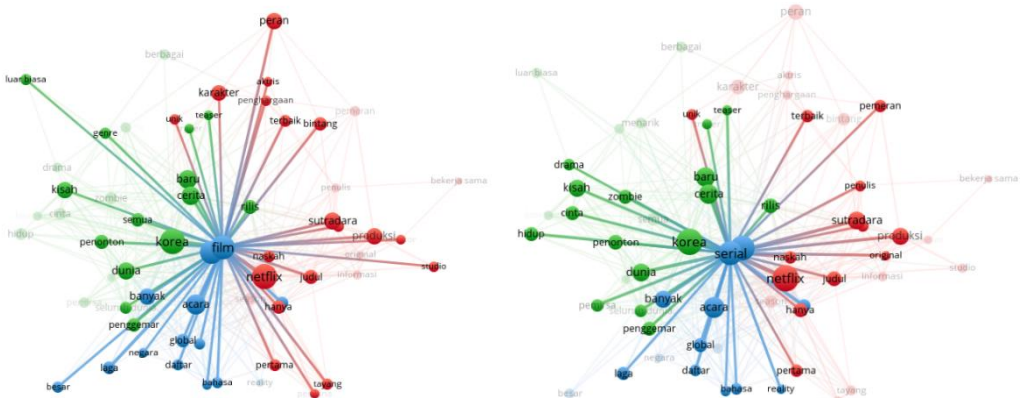 peran
berbagai
luar biasa
aktris
karakter
penghargaan
pemeran
unik
teaser
terbaik
bintang
genre
drama
baru
kisah
zombie
cerita
penulis
cinta
rilis
semua
sutradara
hidup
penonton
korea
film
produksi
original
naskah
studio
dunia
netflix
judul
informasi
banyak
acara
hanya
penggemar
global
negara
daftar
pertama
laga
besar
bahasa
reality
tayang
peran
berbagai
luar biasa
aktris
karakter
penghargaan
pemeran
unik
teaser
terbaik
bintang
menarik
drama
baru
kisah
zombie
cerita
penulis
bekerja sama
cinta
rilis
sutradara
hidup
penonton
korea
serial
produksi
original
naskah
studio
dunia
netflix
judul
informasi
banyak
acara
hanya
penggemar
global
negara
daftar
pertama
laga
besar
bahasa
reality
tayang